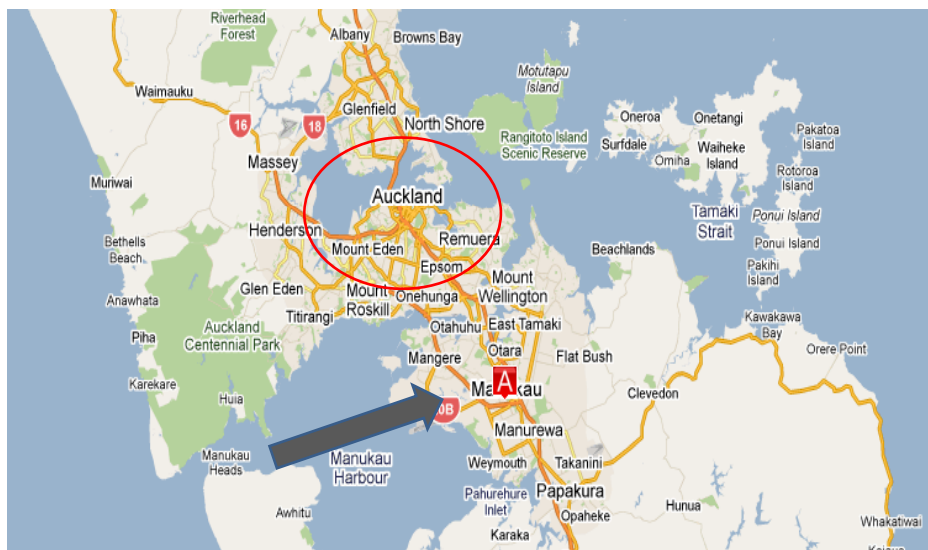 Riverhead
Forest
Albany
Browns Bay
Waimauku
Motutapu
Island
Glenfield
16
18
North Shore
Rangitoto Island
Scenic Reserve
Oneroa
Onetangi
Surfdale
Omiha
Waiheke
Island
Pakatoa
Island
Rotoroa
Island
Massey
Muriwai
Auckland
Tamaki
Strait
Ponui Island
Ponui Island
Henderson
Mount Eden
Remuera
Bethells
Beach
Beachlands
Pakihi
Island
Epsom
Glen Eden
Mount
Roskill
Onehunga
Mount
Wellington
Anawhata
Titirangi
Kawakawa
Bay
Auckland
Centennial Park
Piha
Otahuhu
East Tamaki
Mangere
Otara
Flat Bush
Orere Point
Karekare
Huia
A
Clevedon
0B
Manurewa
Manukau
Heads
Manukau
Harbour
Weymouth
Takanini
Pahurehure
Inlet
Papakura
Awhitu
Opaheke
Hunua
Karaka
Whakatiwai